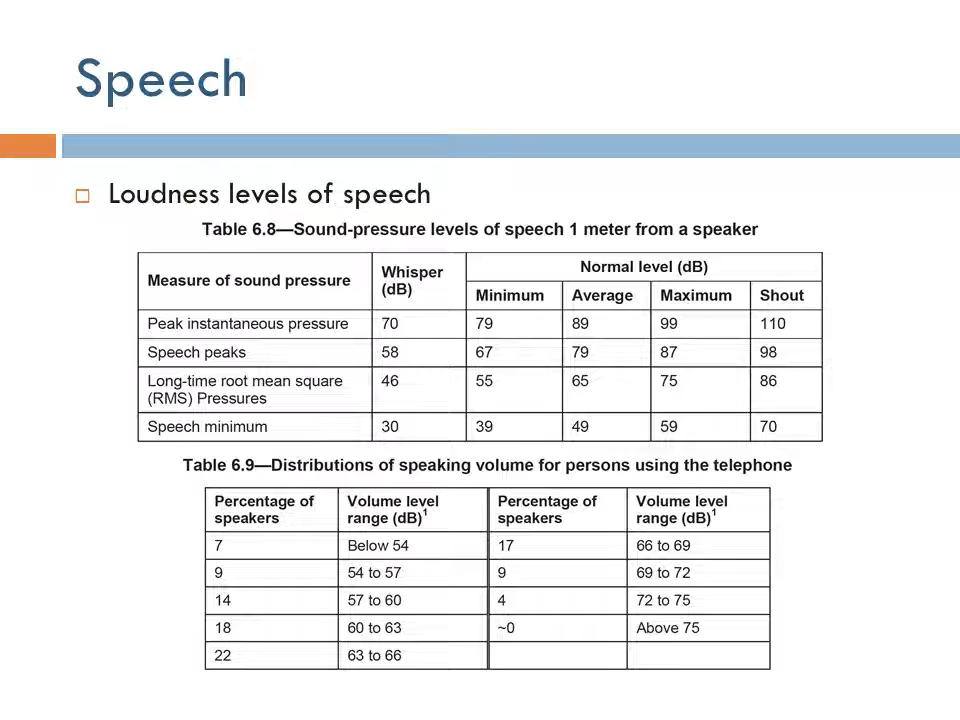 Speech
Loudness levels of speech
Table 6.8—Sound-pressure levels of speech 1 meter from a speaker
Measure of sound pressure Whisper (dB) Normal level (dB)
Minimum Average Maximum Shout
Peak instantaneous pressure 70 79 89 99 110
Speech peaks 58 67 79 87 98
Long-time root mean square 46 55 65 75 86
(RMS) Pressures
Speech minimum 30 39 49 59 70
Table 6.9—Distributions of speaking volume for persons using the telephone
Percentage of Volume level Percentage of Volume level
speakers range (dB)1 speakers range (dB)1
7 Below 54 17 66 to 69
9 54 to 57 9 69 to 72
14 57 to 60 4 72 to 75
18 60 to 63 ~0 Above 75
22 63 to 66